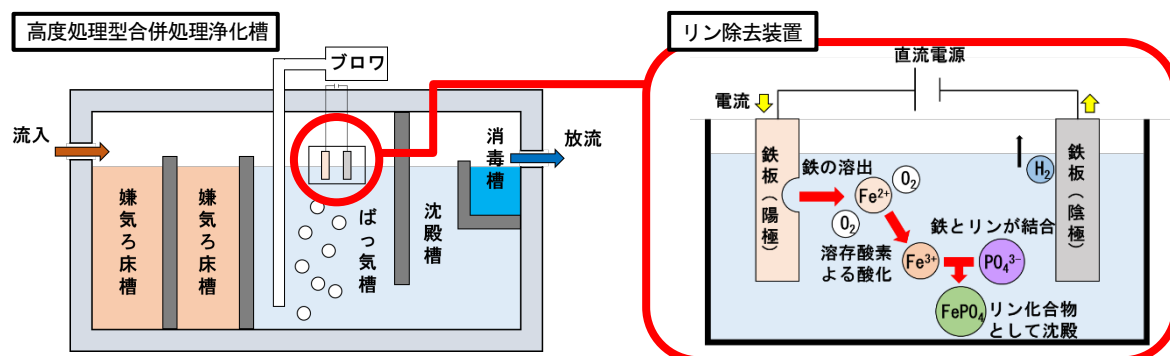 高度処理型合併処理浄化槽
ブロワ
流入
嫌気ろ床槽
嫌気ろ床槽
ばっ気槽
沈殿槽
消毒槽
放流
リン除去装置
直流電源
電流
鉄板(陽極)
鉄の溶出
Fe²⁺
O₂
O₂
溶存酸素
よる酸化
Fe³⁺
鉄とリンが結合
PO₄³⁻
FePO₄
リン化合物
として沈殿
H₂
鉄板(陰極)